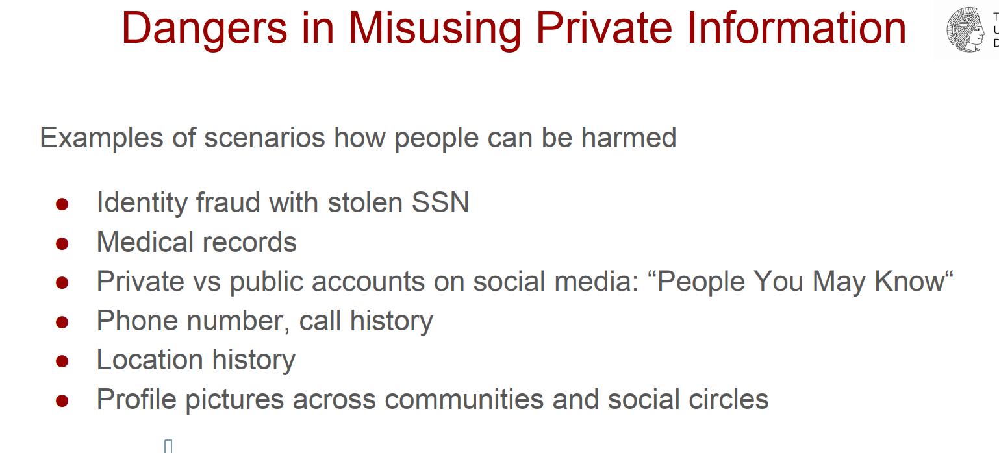 Dangers in Misusing Private Information
T
U
D
Examples of scenarios how people can be harmed
● Identity fraud with stolen SSN
● Medical records
● Private vs public accounts on social media: “People You May Know“
● Phone number, call history
● Location history
● Profile pictures across communities and social circles